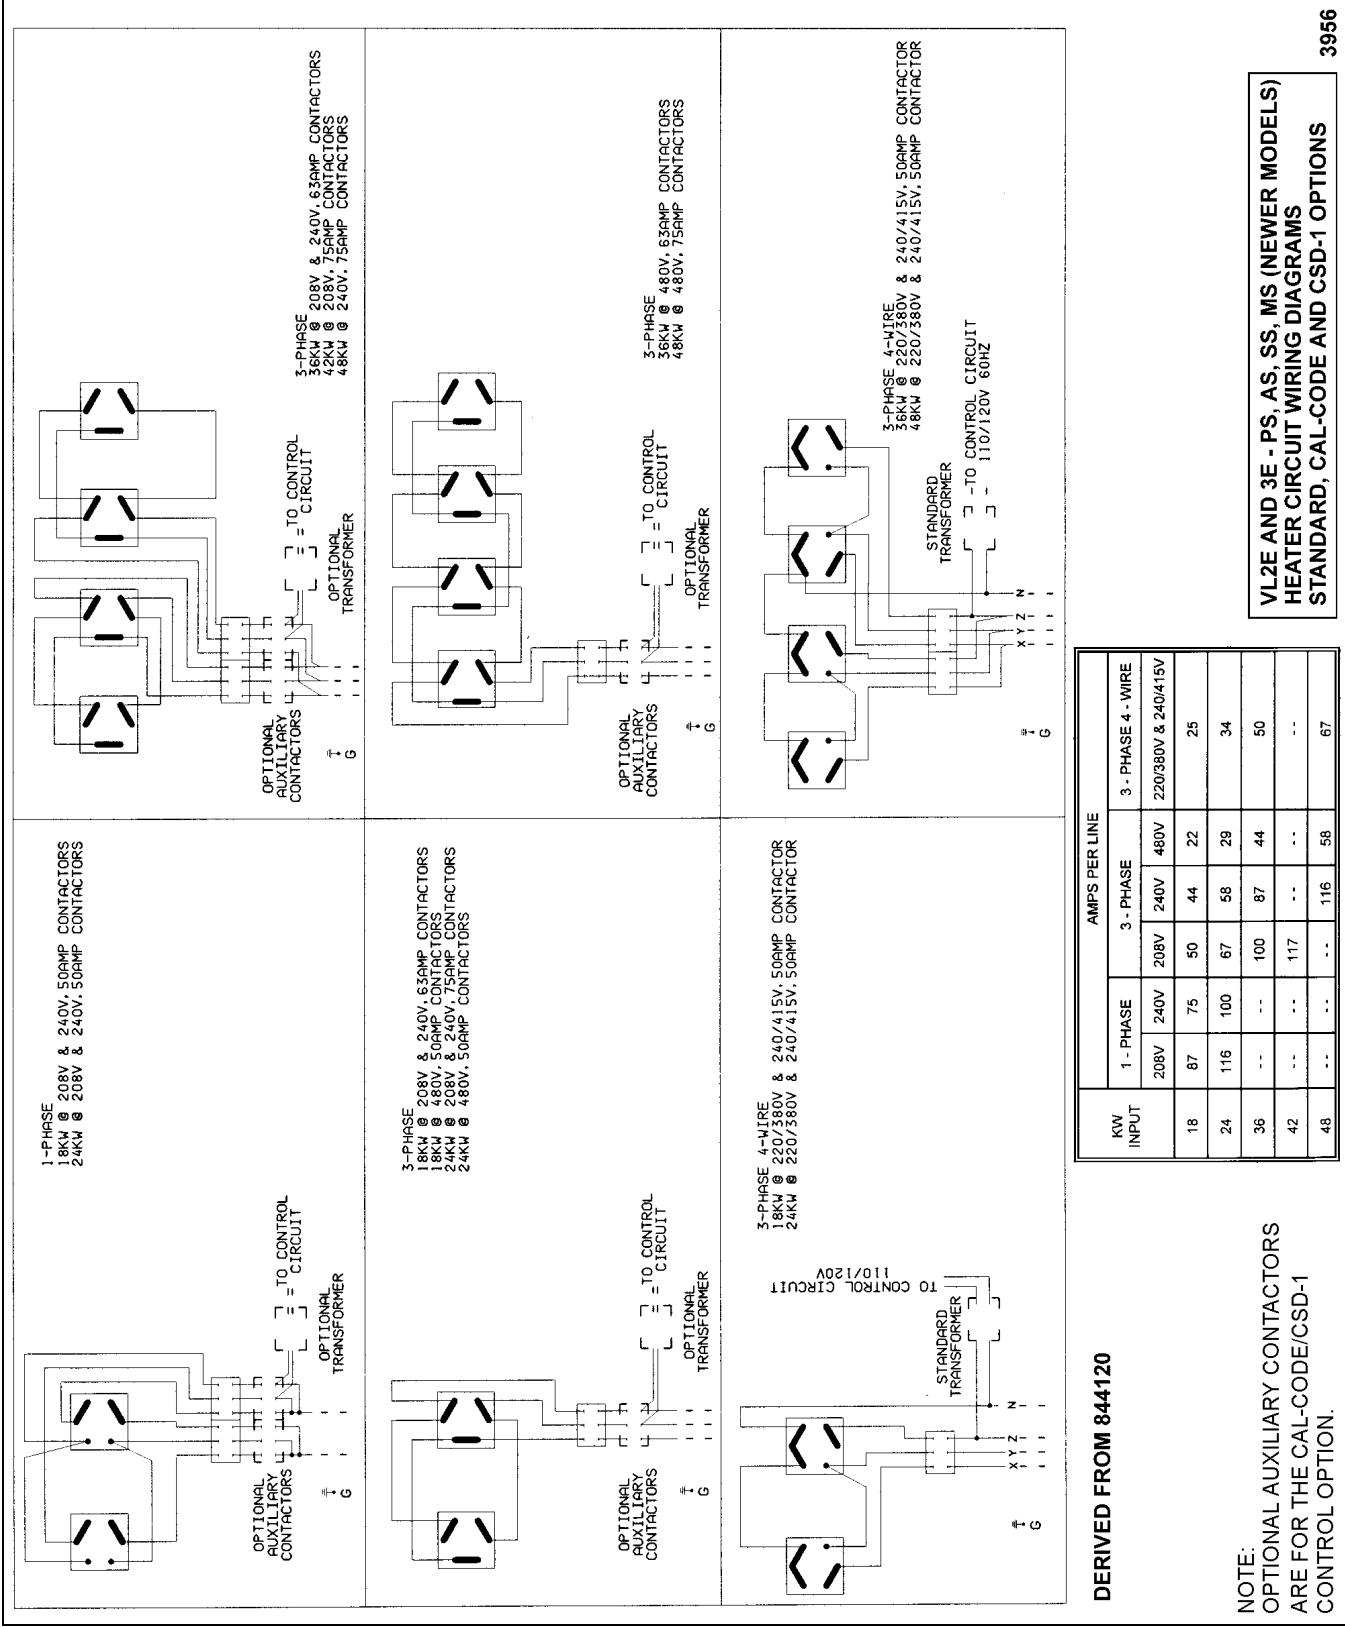 1-PHASE
18KW @ 208V & 240V, 50AMP CONTACTORS
24KW @ 208V & 240V, 50AMP CONTACTORS
OPTIONAL
AUXILIARY
CONTACTORS
OPTIONAL
TRANSFORMER
TO CONTROL
CIRCUIT
G
3-PHASE
36KW @ 208V & 240V, 63AMP CONTACTORS
42KW @ 208V, 75AMP CONTACTORS
48KW @ 240V, 75AMP CONTACTORS
OPTIONAL
AUXILIARY
CONTACTORS
OPTIONAL
TRANSFORMER
TO CONTROL
CIRCUIT
G
3-PHASE
18KW @ 208V & 240V, 63AMP CONTACTORS
18KW @ 480V, 50AMP CONTACTORS
24KW @ 208V & 240V, 75AMP CONTACTORS
24KW @ 480V, 50AMP CONTACTORS
OPTIONAL
AUXILIARY
CONTACTORS
OPTIONAL
TRANSFORMER
TO CONTROL
CIRCUIT
G
3-PHASE
36KW @ 480V, 63AMP CONTACTORS
48KW @ 480V, 75AMP CONTACTORS
OPTIONAL
AUXILIARY
CONTACTORS
OPTIONAL
TRANSFORMER
TO CONTROL
CIRCUIT
G
3-PHASE 4-WIRE
18KW @ 220/380V & 240/415V, 50AMP CONTACTOR
24KW @ 220/380V & 240/415V, 50AMP CONTACTOR
TO CONTROL CIRCUIT
110/120V
STANDARD
TRANSFORMER
X Y Z N
G
3-PHASE 4-WIRE
36KW @ 220/380V & 240/415V, 50AMP CONTACTOR
48KW @ 220/380V & 240/415V, 50AMP CONTACTOR
STANDARD
TRANSFORMER
TO CONTROL CIRCUIT
110/120V 60HZ
X Y Z N
G
DERIVED FROM 844120
NOTE:
OPTIONAL AUXILIARY CONTACTORS
ARE FOR THE CAL-CODE/CSD-1
CONTROL OPTION.
KW INPUT AMPS PER LINE
1 - PHASE 3 - PHASE 3 - PHASE 4 - WIRE
208V 240V 208V 240V 480V 220/380V & 240/415V
18 87 75 50 44 22 25
24 116 100 67 58 29 34
36 - - - - 100 87 44 50
42 - - - - 117 - - - - - -
48 - - - - - - 116 58 67
VL2E AND 3E - PS, AS, SS, MS (NEWER MODELS)
HEATER CIRCUIT WIRING DIAGRAMS
STANDARD, CAL-CODE AND CSD-1 OPTIONS
3956